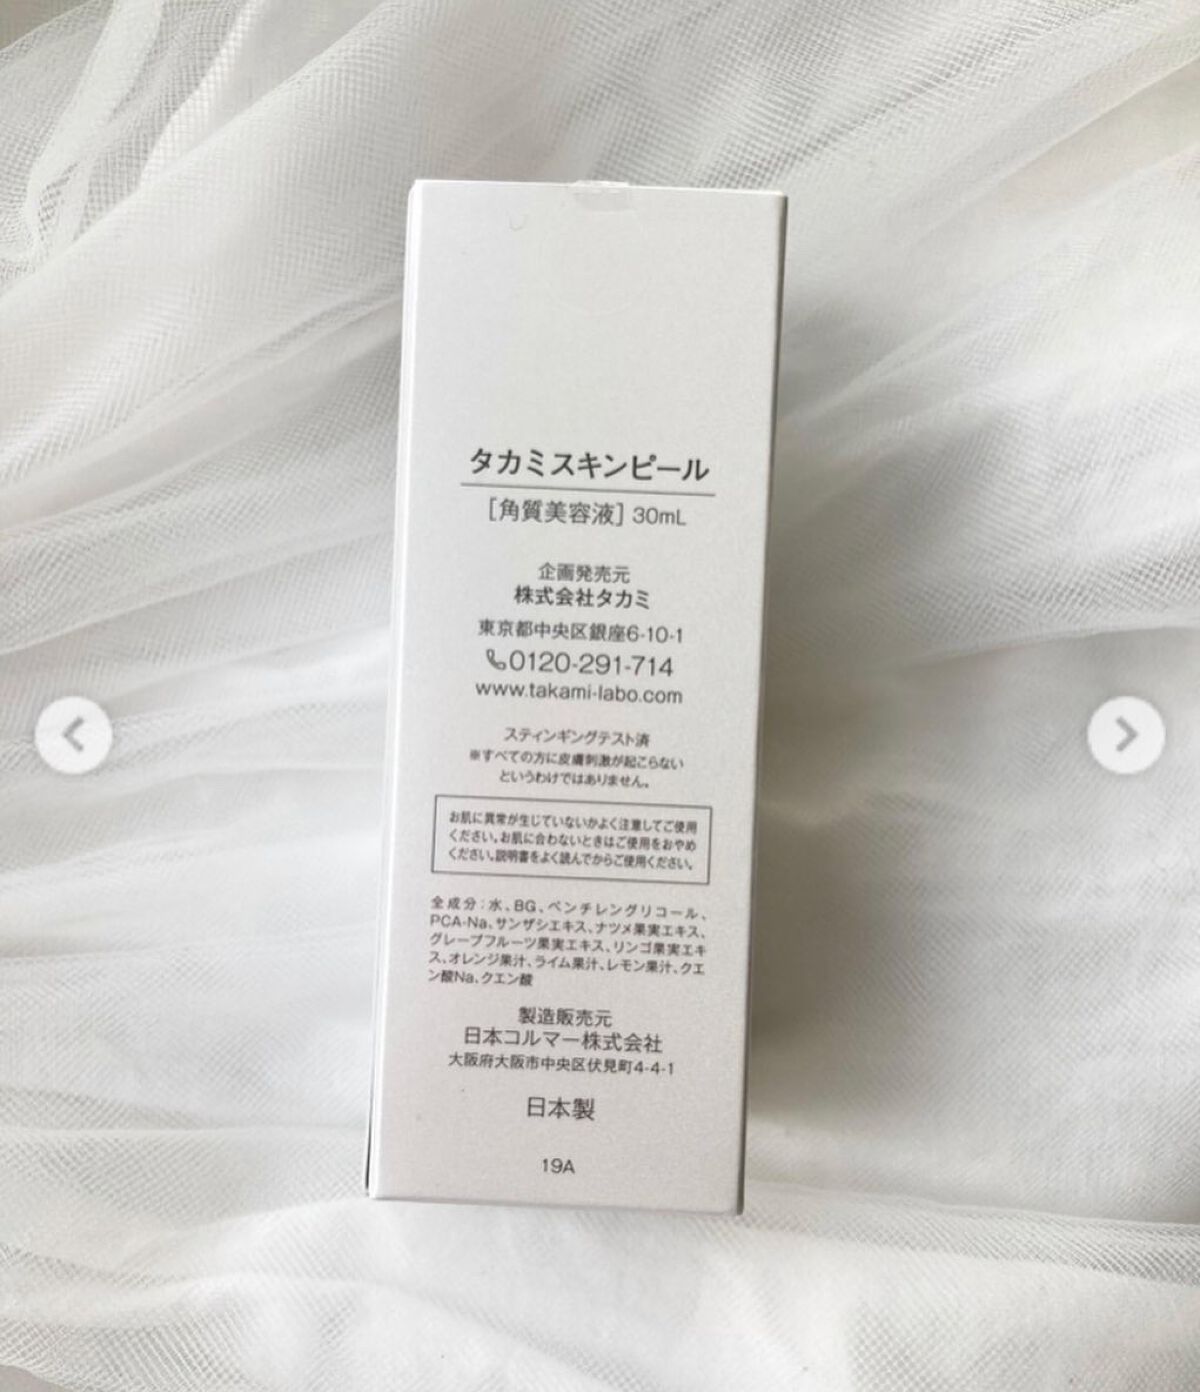 タカミスキンピール
[角質美容液] 30mL
企画発売元
株式会社タカミ
東京都中央区銀座6-10-1
0120-291-714
www.takami-labo.com
スティンギングテスト済
※すべての方に皮膚刺激が起こらない
というわけではありません。
お肌に異常が生じていないかよく注意してご使用
ください。お肌に合わないときはご使用をおやめ
ください。説明書をよく読んでからご使用ください。
全成分：水、BG、ペンチレングリコール、
PCA-Na、サンザシエキス、ナツメ果実エキス、
グレープフルーツ果実エキス、リンゴ果実エキ
ス、オレンジ果汁、ライム果汁、レモン果汁、クエ
ン酸Na、クエン酸
製造販売元
日本コルマー株式会社
大阪府大阪市中央区伏見町4-4-1
日本製
19A